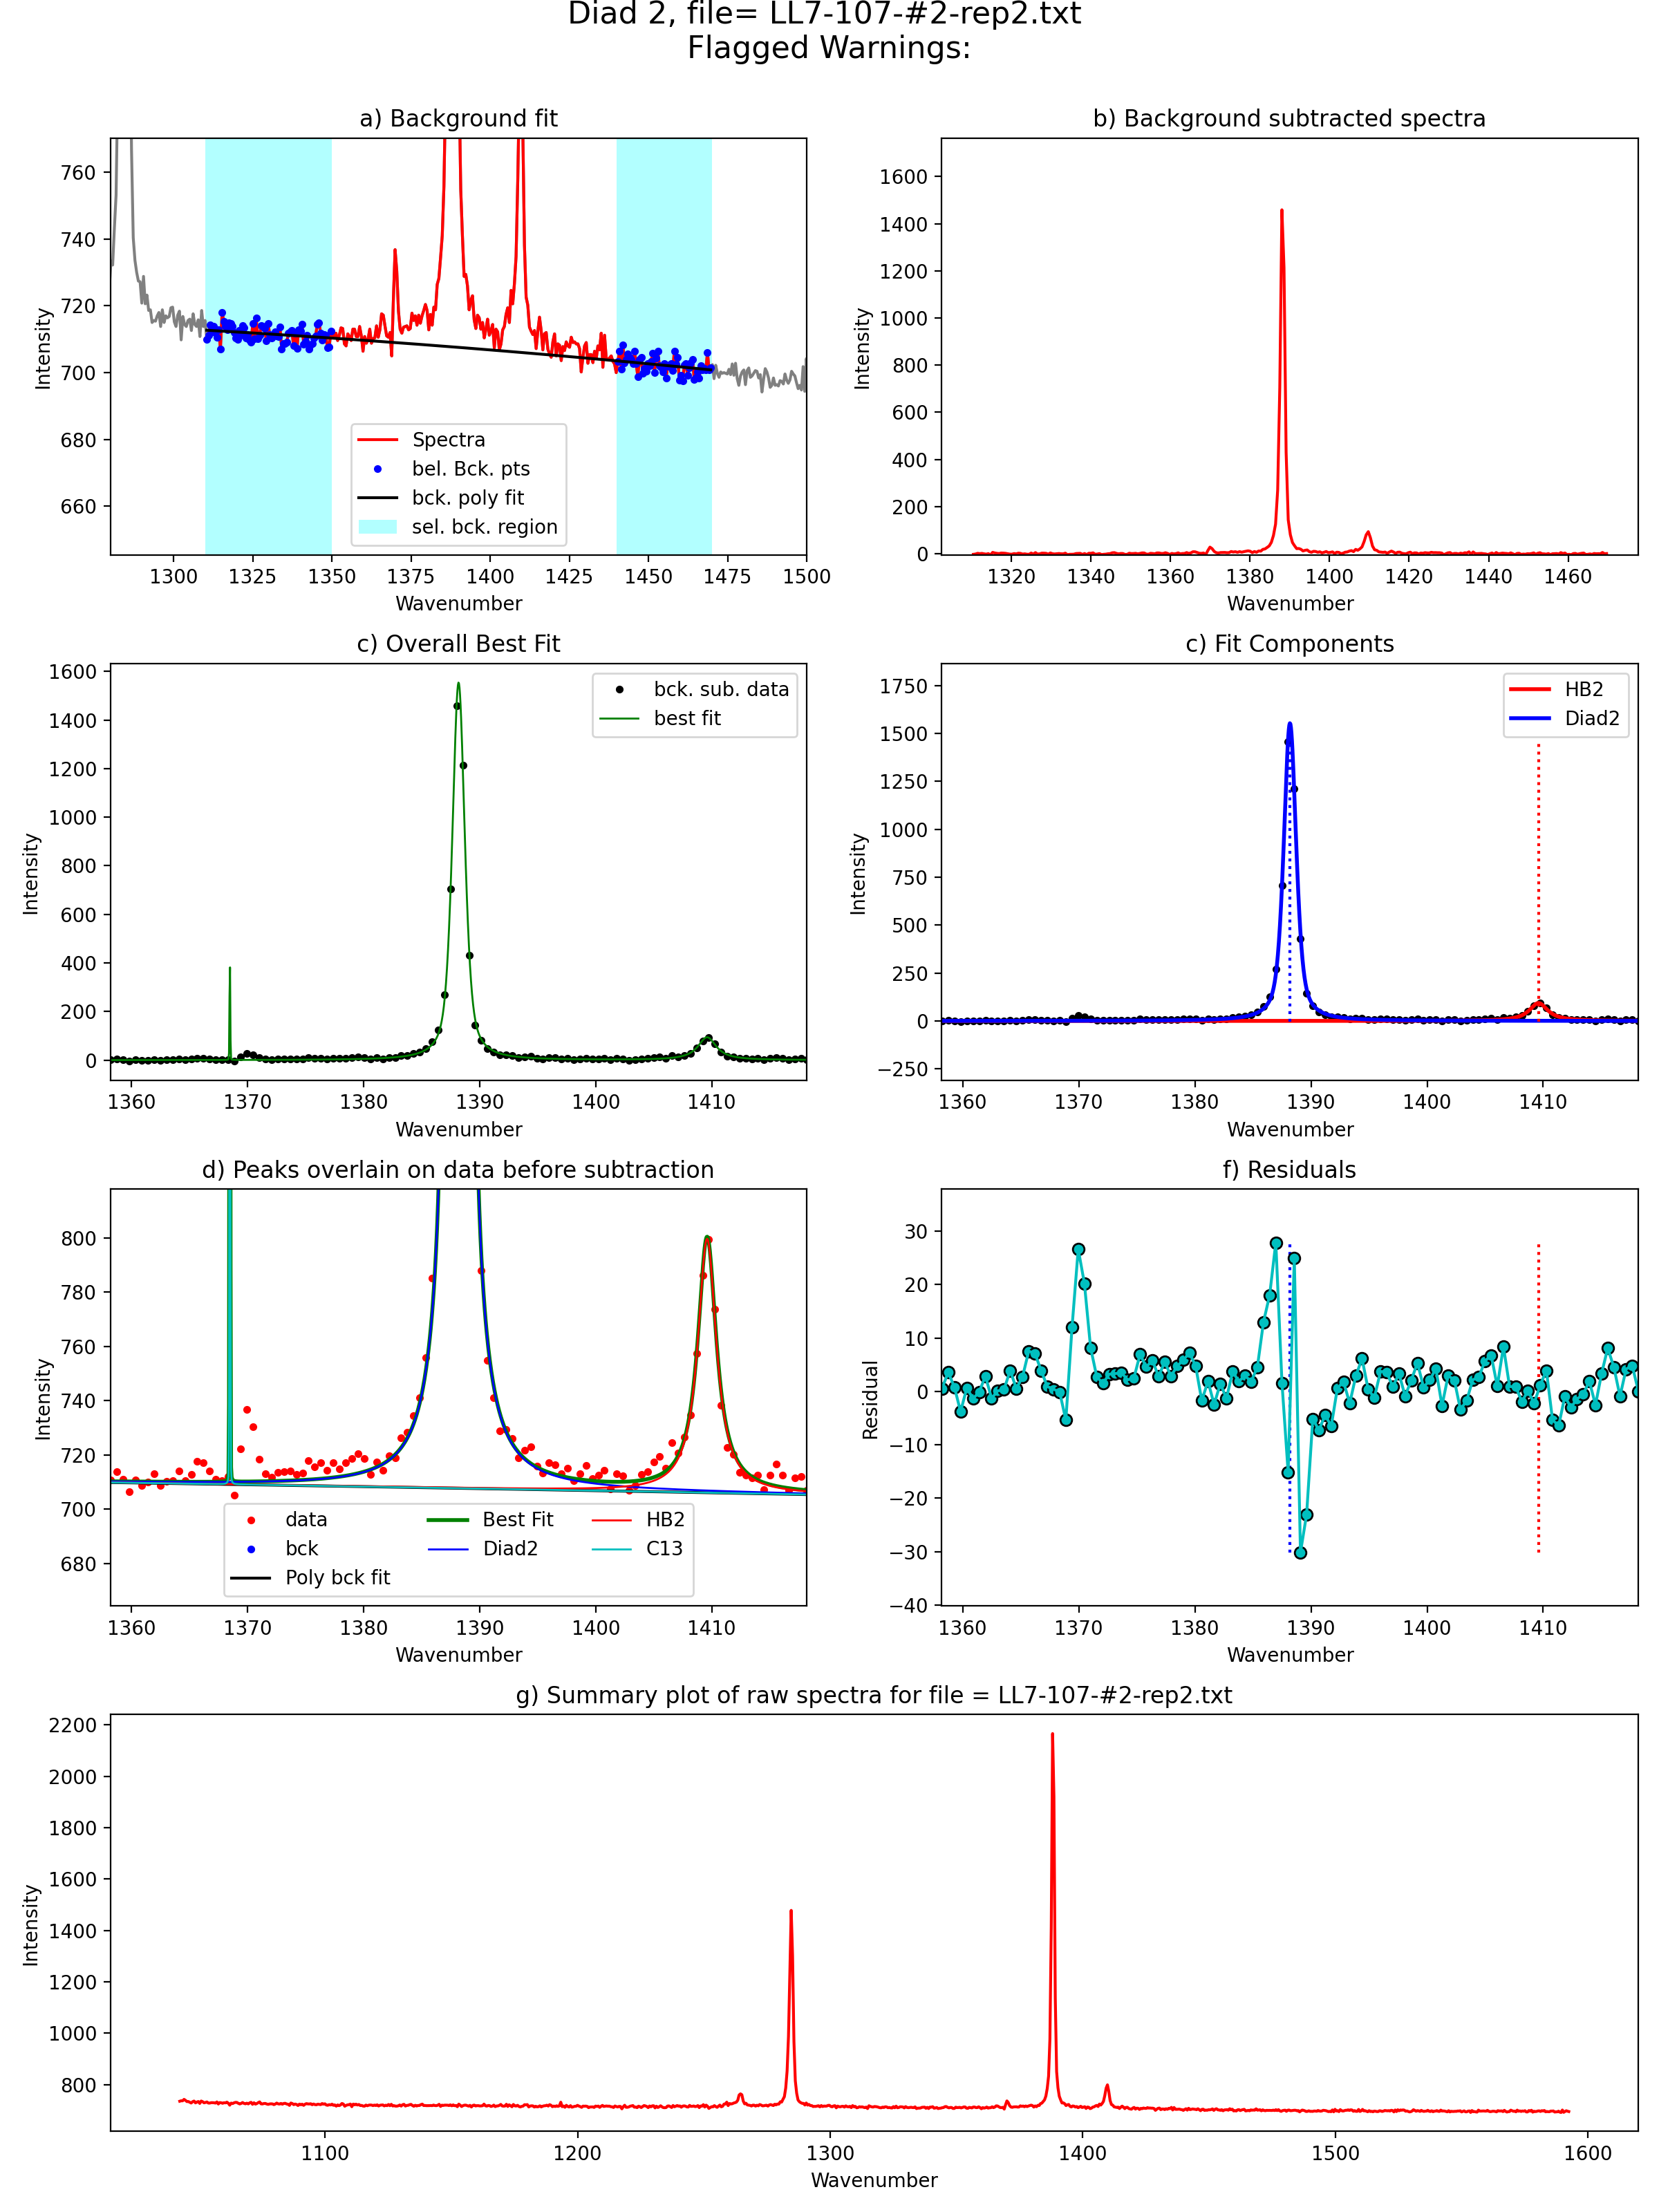 Diad 2, file= LL7-107-#2-rep2.txt
Flagged Warnings:
a) Background fit
Intensity
760
740
720
700
680
660
Spectra
bel. Bck. pts
bck. poly fit
sel. bck. region
1300 1325 1350 1375 1400 1425 1450 1475 1500
Wavenumber
b) Background subtracted spectra
Intensity
1600
1400
1200
1000
800
600
400
200
0
1320 1340 1360 1380 1400 1420 1440 1460
Wavenumber
c) Overall Best Fit
Intensity
1600
1400
1200
1000
800
600
400
200
0
bck. sub. data
best fit
1360 1370 1380 1390 1400 1410
Wavenumber
c) Fit Components
Intensity
1750
1500
1250
1000
750
500
250
0
−250
HB2
Diad2
1360 1370 1380 1390 1400 1410
Wavenumber
d) Peaks overlain on data before subtraction
Intensity
800
780
760
740
720
700
680
data Best Fit HB2
bck Diad2 C13
Poly bck fit
1360 1370 1380 1390 1400 1410
Wavenumber
f) Residuals
Residual
30
20
10
0
−10
−20
−30
−40
1360 1370 1380 1390 1400 1410
Wavenumber
g) Summary plot of raw spectra for file = LL7-107-#2-rep2.txt
Intensity
2200
2000
1800
1600
1400
1200
1000
800
1100 1200 1300 1400 1500 1600
Wavenumber